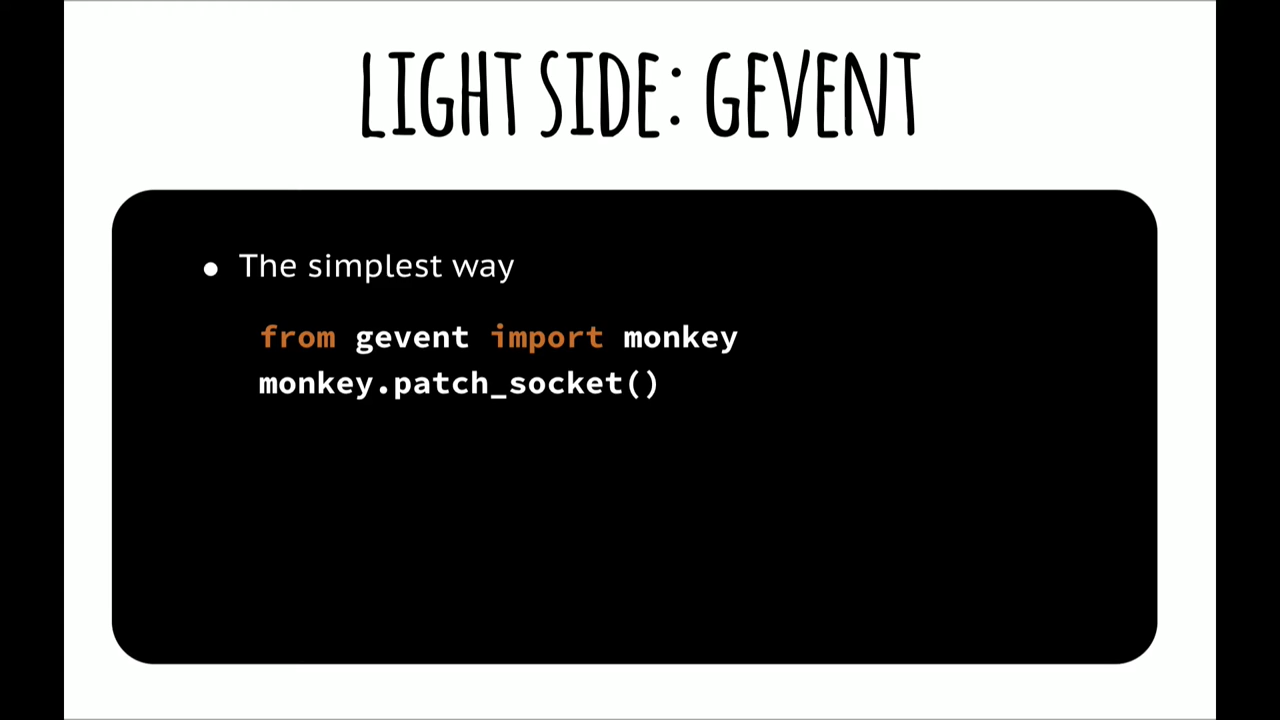 LIGHT SIDE: GEVENT
• The simplest way
from gevent import monkey
monkey.patch_socket()